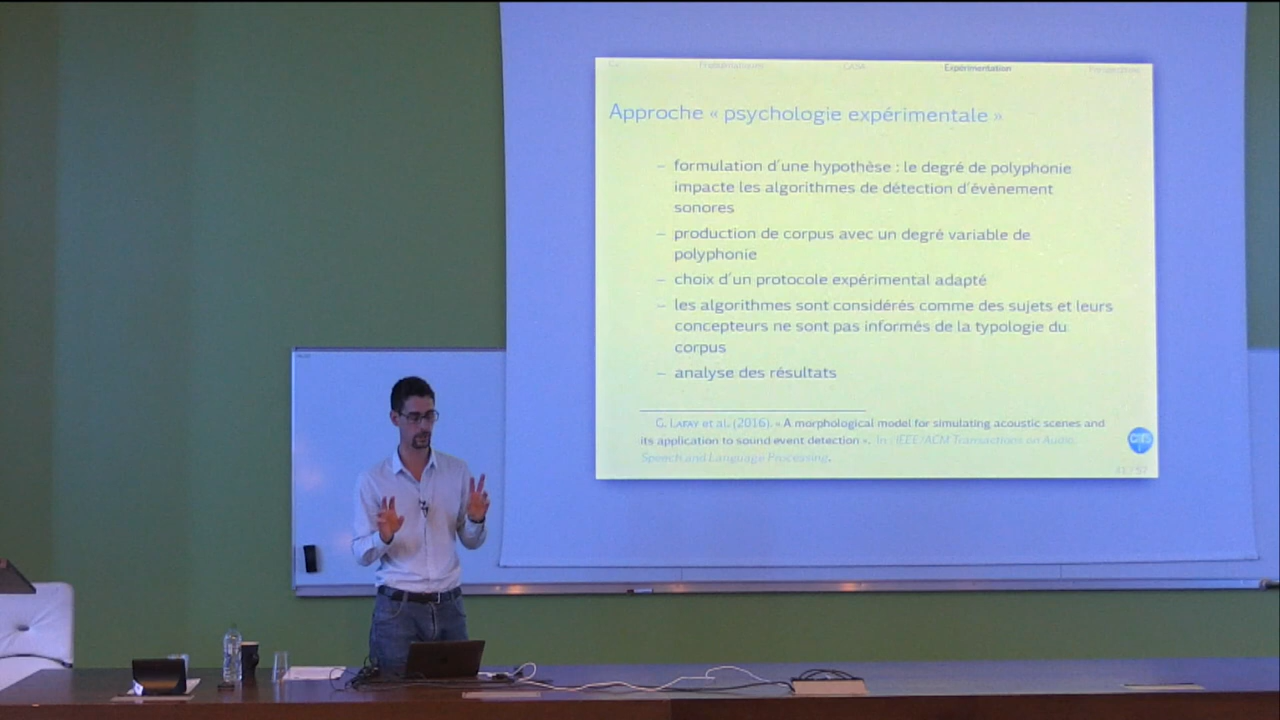 CASA Expérimentation
Approche « psychologie expérimentale »
– formulation d'une hypothèse : le degré de polyphonie
impacte les algorithmes de détection d'évènement
sonores
– production de corpus avec un degré variable de
polyphonie
– choix d'un protocole expérimental adapté
– les algorithmes sont considérés comme des sujets et leurs
concepteurs ne sont pas informés de la typologie du
corpus
– analyse des résultats
G. LAFAY et al. (2016). « A morphological model for simulating acoustic scenes and
its application to sound event detection ». In : IEEE/ACM Transactions on Audio,
Speech and Language Processing.
cnrs